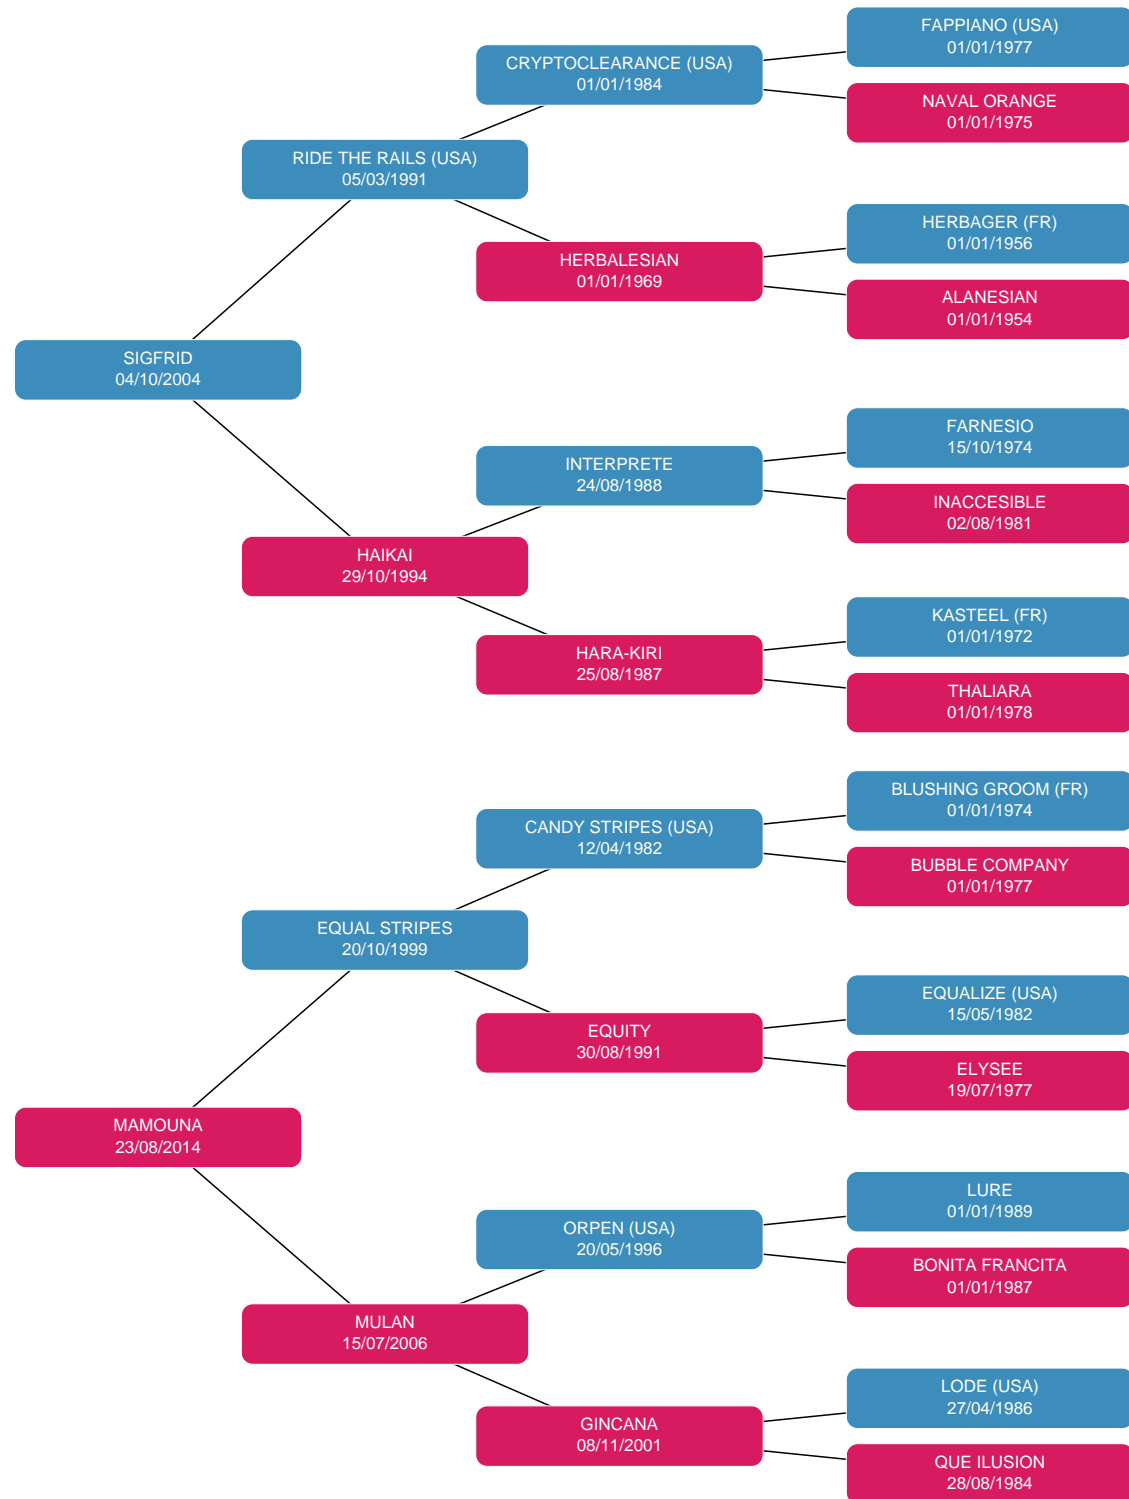 FAPPIANO (USA)
01/01/1977
CRYPTOCLEARANCE (USA)
01/01/1984
NAVAL ORANGE
01/01/1975
RIDE THE RAILS (USA)
05/03/1991
HERBAGER (FR)
01/01/1956
HERBALESIAN
01/01/1969
ALANESIAN
01/01/1954
SIGFRID
04/10/2004
FARNESIO
15/10/1974
INTERPRETE
24/08/1988
INACCESIBLE
02/08/1981
HAIKAI
29/10/1994
KASTEEL (FR)
01/01/1972
HARA-KIRI
25/08/1987
THALIARA
01/01/1978
BLUSHING GROOM (FR)
01/01/1974
CANDY STRIPES (USA)
12/04/1982
BUBBLE COMPANY
01/01/1977
EQUAL STRIPES
20/10/1999
EQUALIZE (USA)
15/05/1982
EQUITY
30/08/1991
ELYSEE
19/07/1977
MAMOUNA
23/08/2014
LURE
01/01/1989
ORPEN (USA)
20/05/1996
BONITA FRANCITA
01/01/1987
MULAN
15/07/2006
LODE (USA)
27/04/1986
GINCANA
08/11/2001
QUE ILUSION
28/08/1984